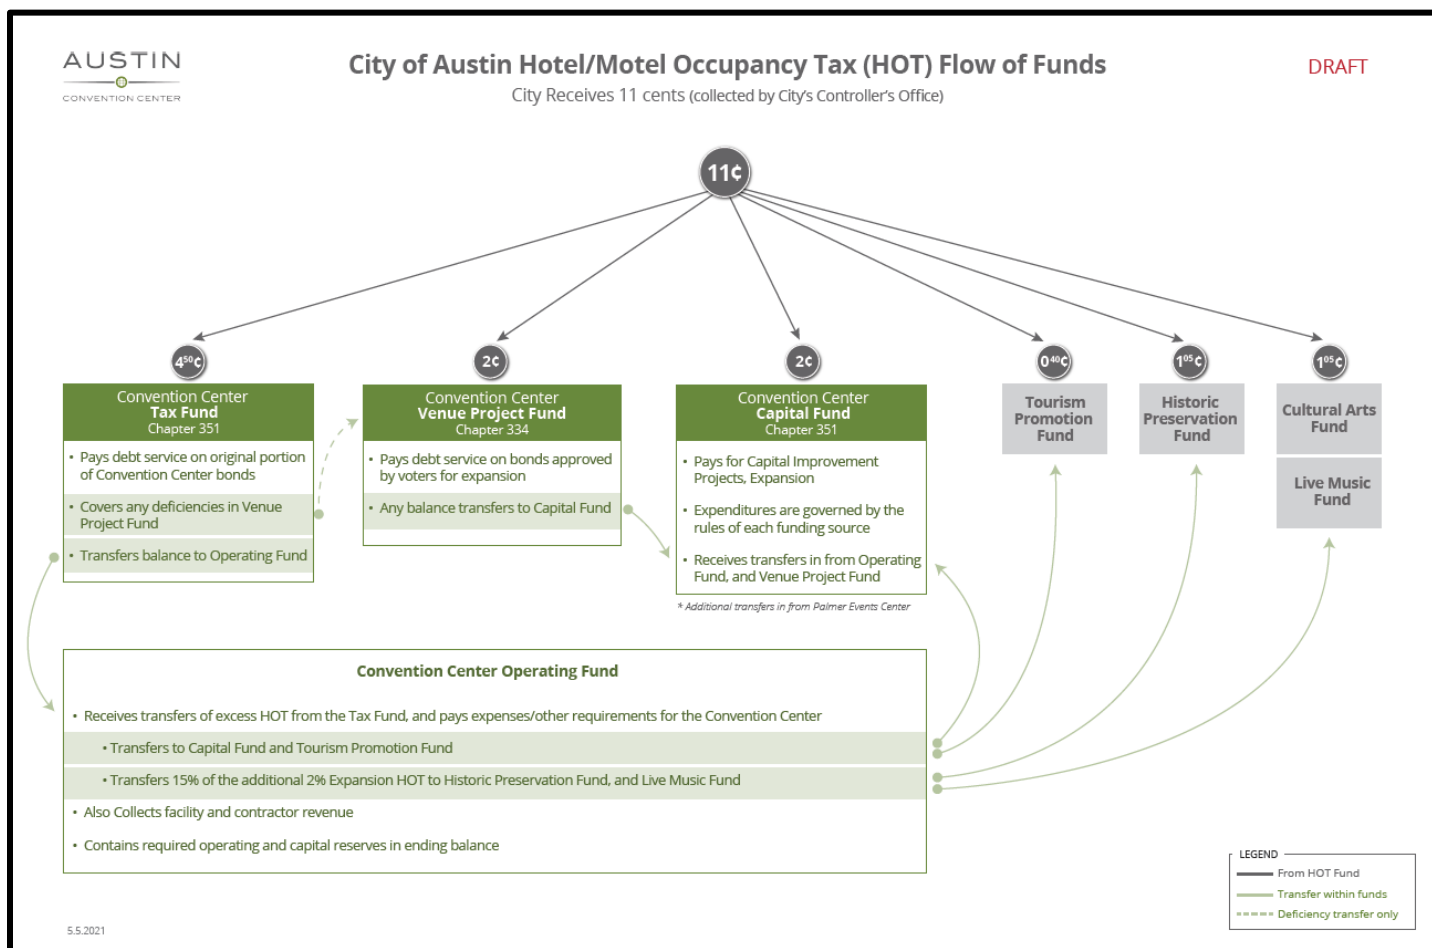 AUSTIN
CONVENTION CENTER
City of Austin Hotel/Motel Occupancy Tax (HOT) Flow of Funds
City Receives 11 cents (collected by City's Controller's Office)
DRAFT
11¢
4⁵⁰¢
2¢
2¢
0⁴⁰¢
1⁰⁵¢
1⁰⁵¢
Convention Center
Tax Fund
Chapter 351
• Pays debt service on original portion
of Convention Center bonds
• Covers any deficiencies in Venue
Project Fund
• Transfers balance to Operating Fund
Convention Center
Venue Project Fund
Chapter 334
• Pays debt service on bonds approved
by voters for expansion
• Any balance transfers to Capital Fund
Convention Center
Capital Fund
Chapter 351
• Pays for Capital Improvement
Projects, Expansion
• Expenditures are governed by the
rules of each funding source
• Receives transfers in from Operating
Fund, and Venue Project Fund
* Additional transfers in from Palmer Events Center
Tourism
Promotion
Fund
Historic
Preservation
Fund
Cultural Arts
Fund
Live Music
Fund
Convention Center Operating Fund
• Receives transfers of excess HOT from the Tax Fund, and pays expenses/other requirements for the Convention Center
• Transfers to Capital Fund and Tourism Promotion Fund
• Transfers 15% of the additional 2% Expansion HOT to Historic Preservation Fund, and Live Music Fund
• Also Collects facility and contractor revenue
• Contains required operating and capital reserves in ending balance
LEGEND
From HOT Fund
Transfer within funds
Deficiency transfer only
5.5.2021